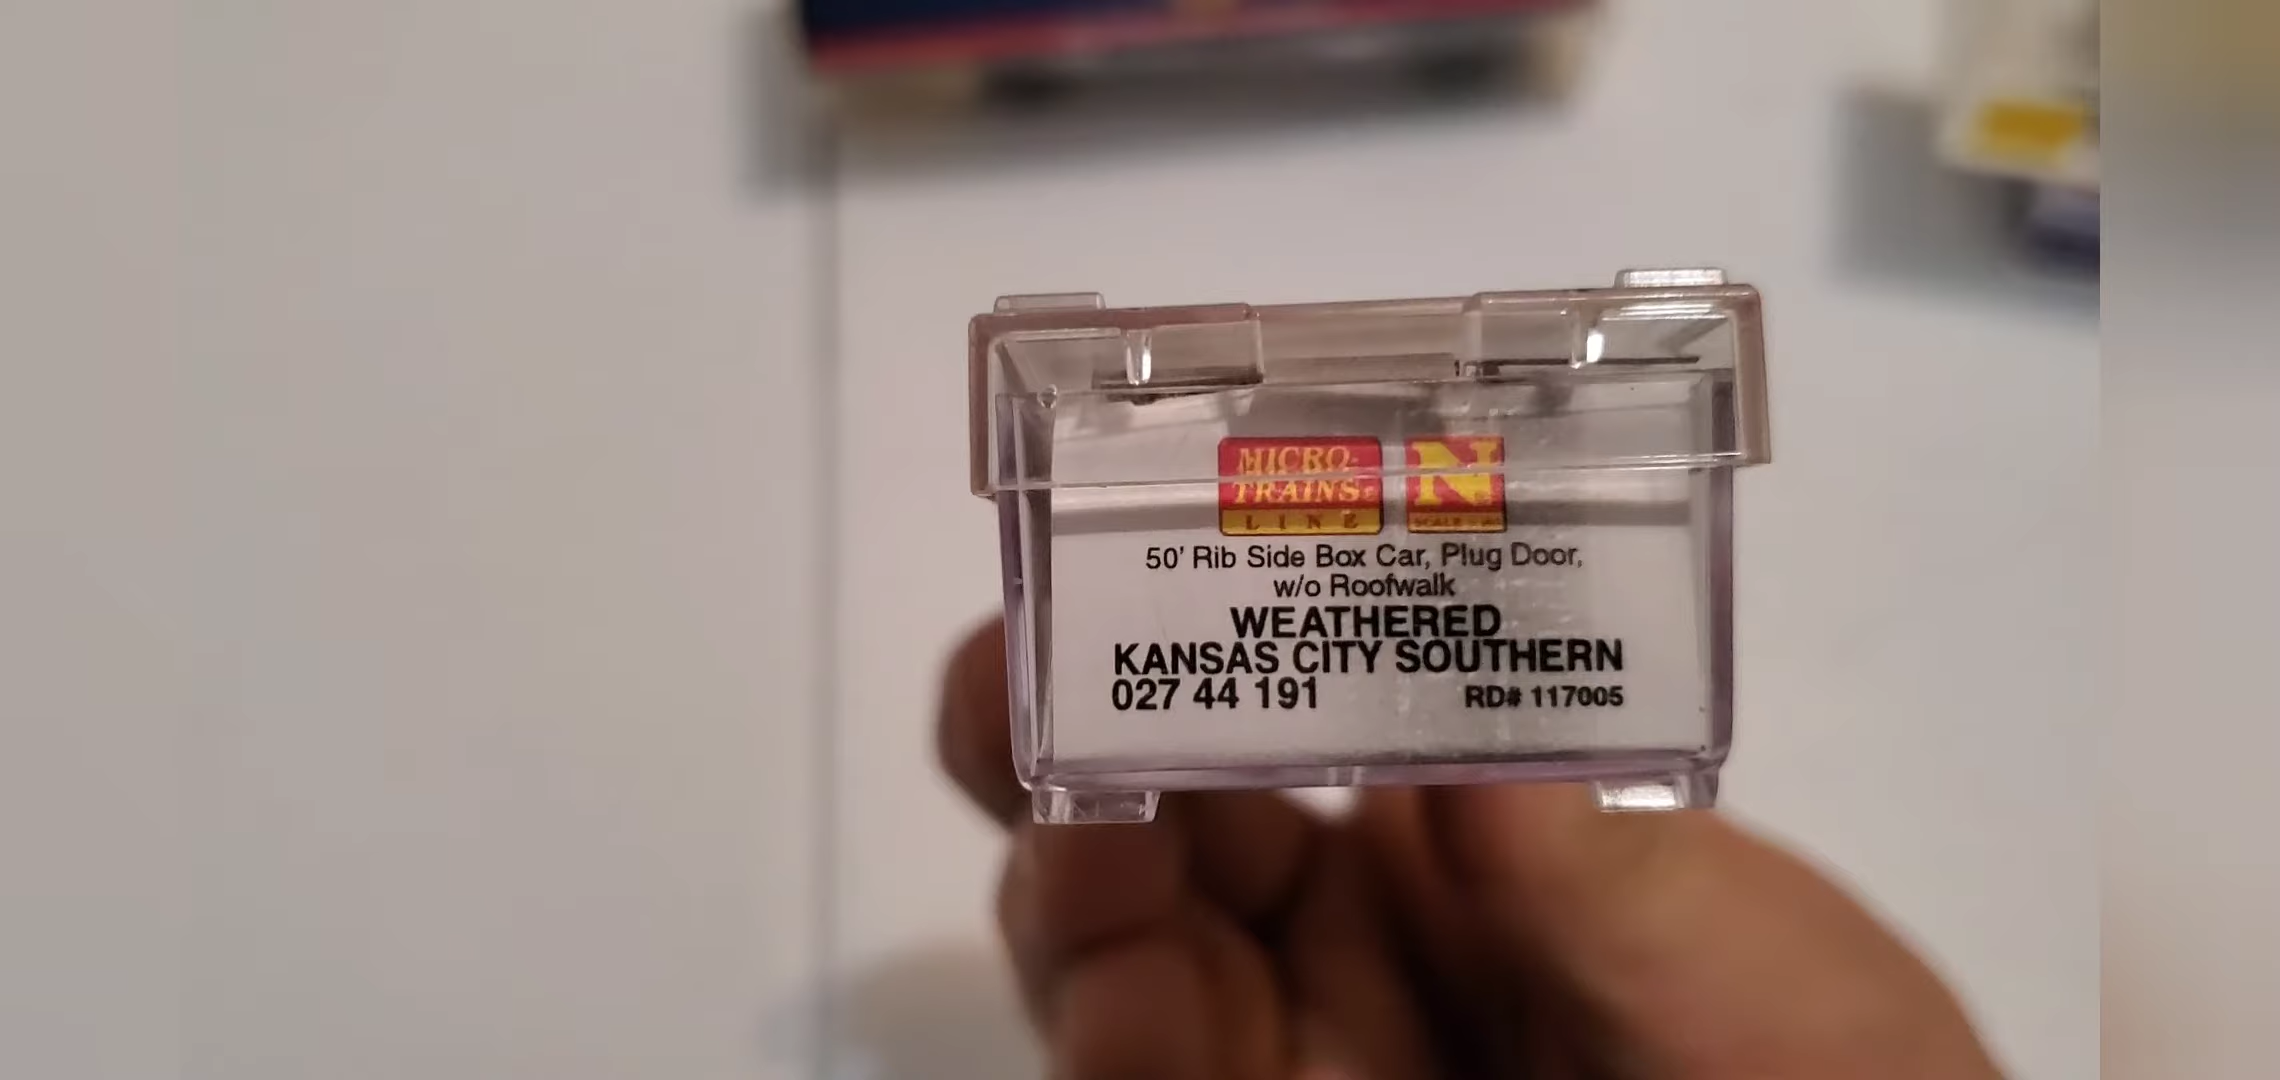 MICRO-
TRAINS®
LINE
N
SCALE
50' Rib Side Box Car, Plug Door,
w/o Roofwalk
WEATHERED
KANSAS CITY SOUTHERN
027 44 191 RD# 117005